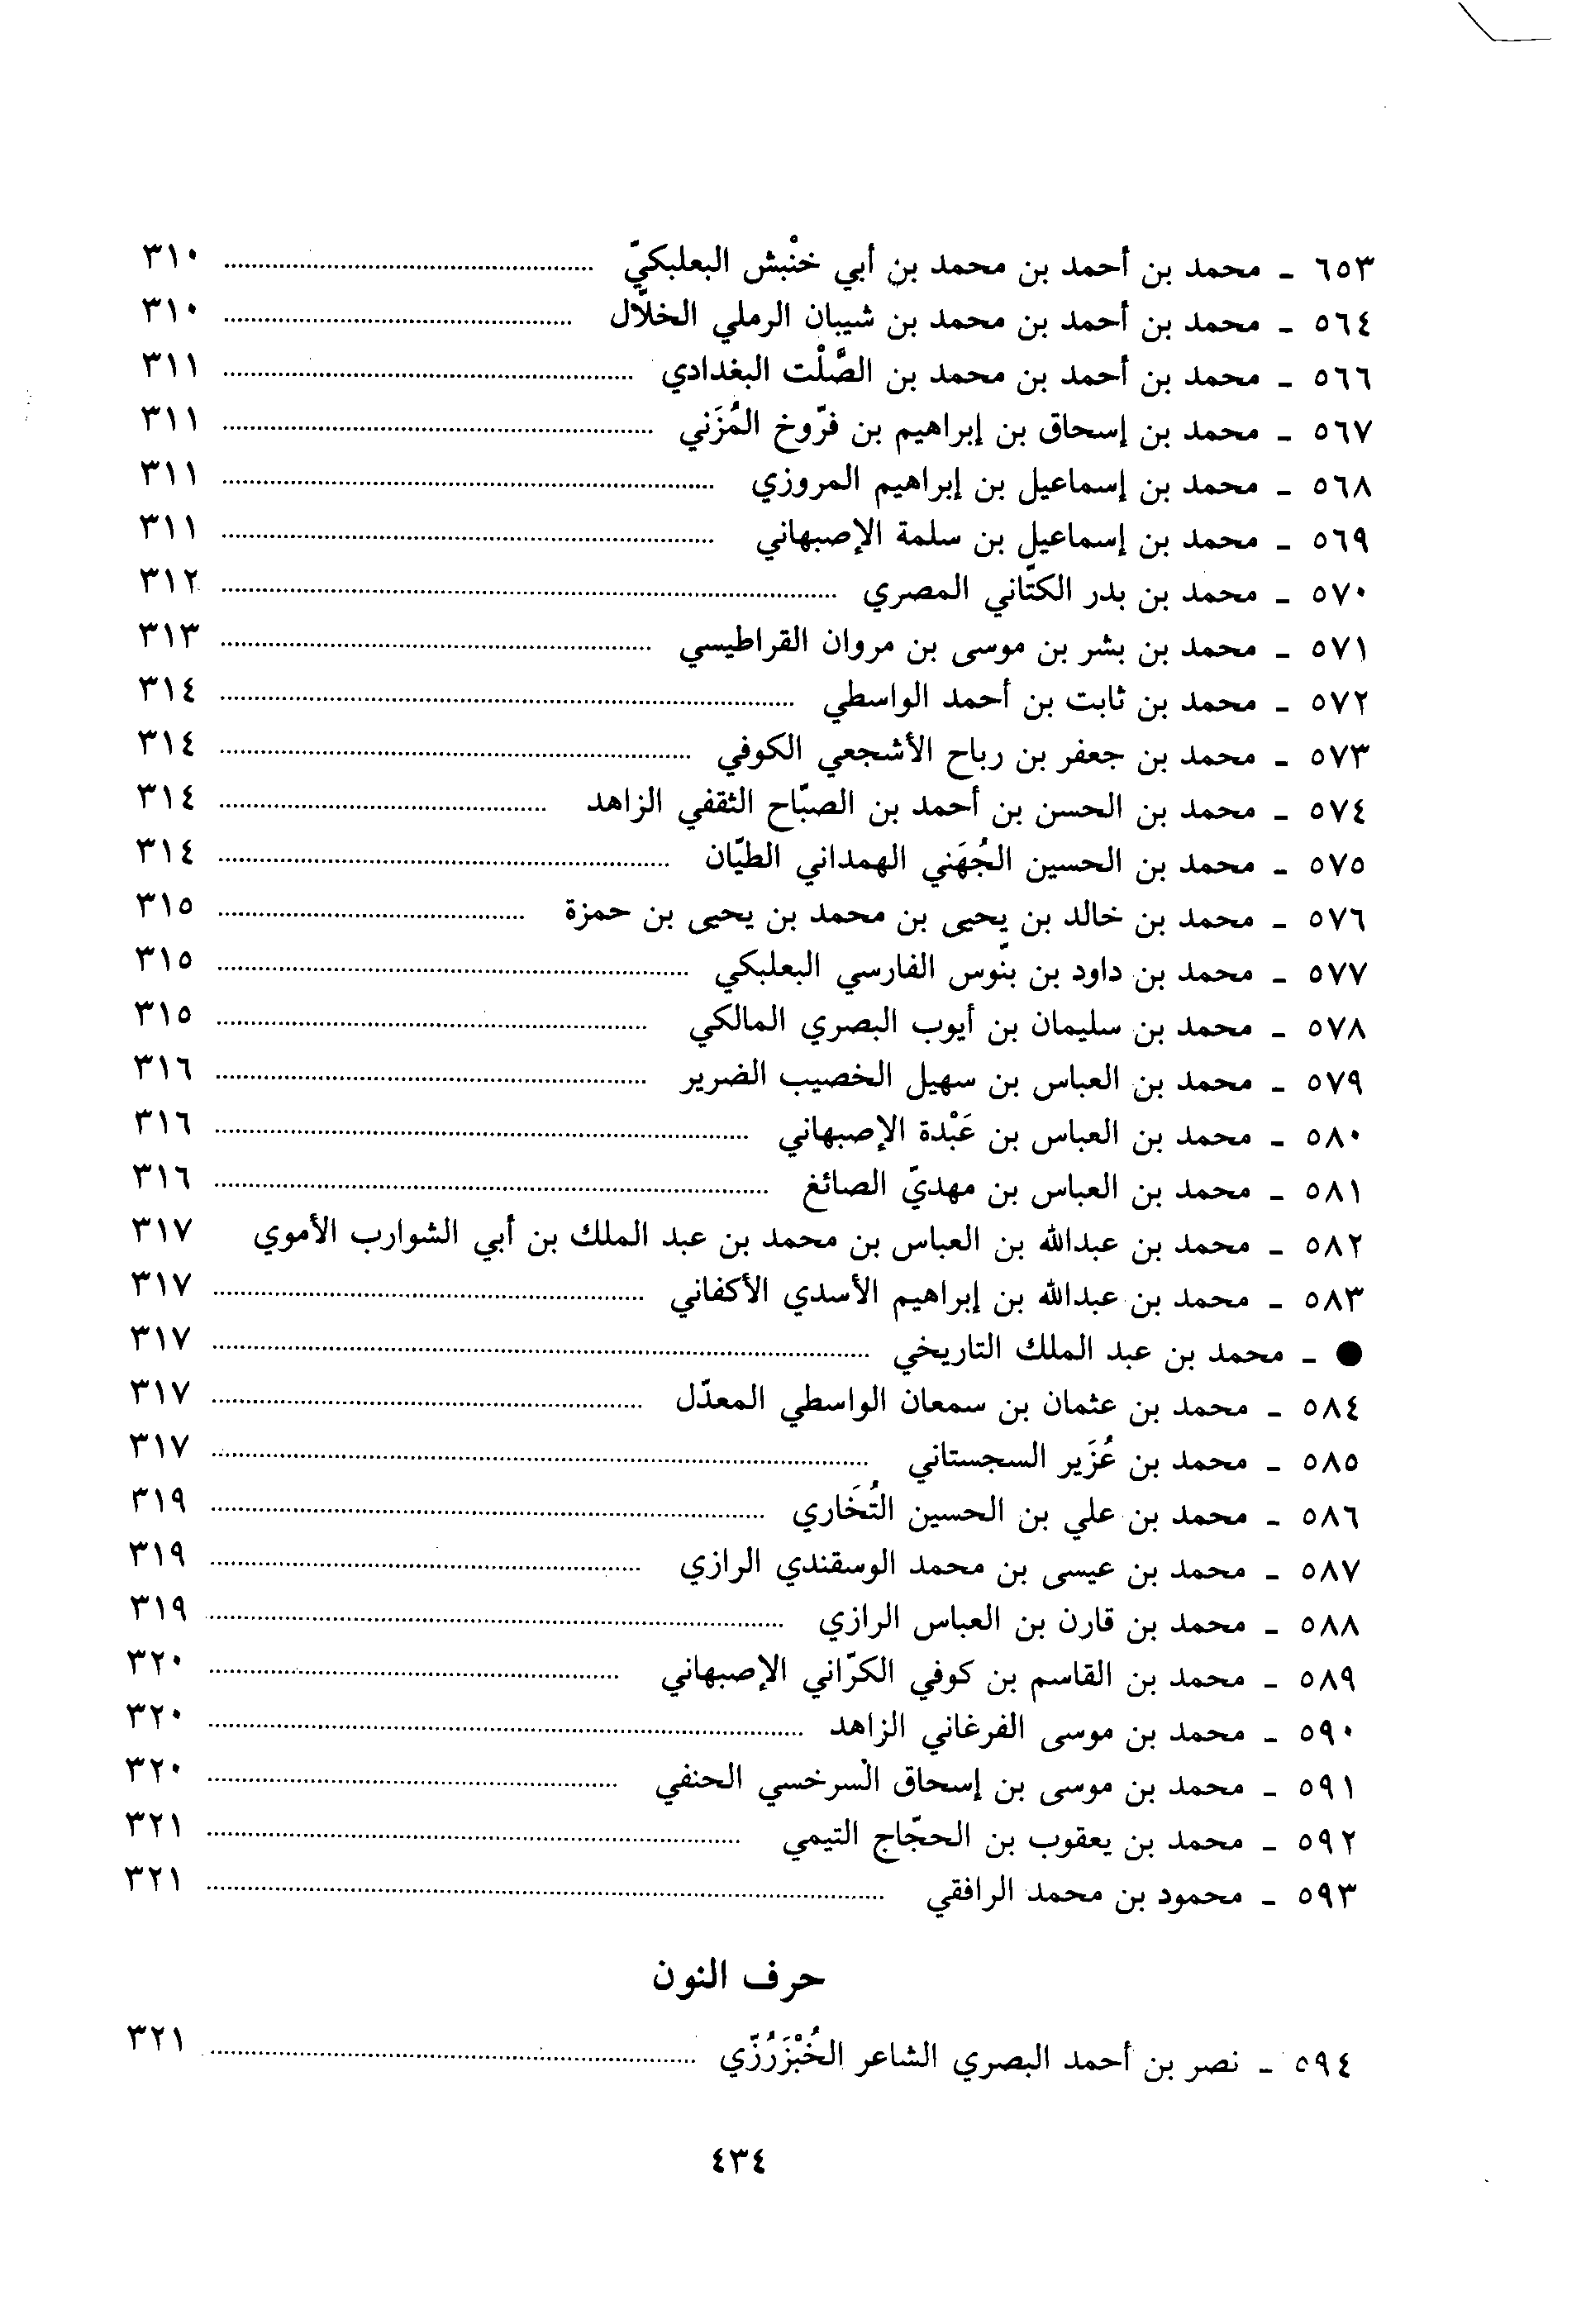 ٦٥٣ ـ محمد بن أحمد بن محمد بن أبي خنْبش البعلبكيّ ................ ٣١٠
٥٦٤ ـ محمد بن أحمد بن محمد بن شيبان الرملي الخلّال ................ ٣١٠
٥٦٦ ـ محمد بن أحمد بن محمد بن الصَّلْت البغدادي ................ ٣١١
٥٦٧ ـ محمد بن إسحاق بن إبراهيم بن فرّوخ المُزَني ................ ٣١١
٥٦٨ ـ محمد بن إسماعيل بن إبراهيم المروزي ................ ٣١١
٥٦٩ ـ محمد بن إسماعيل بن سلمة الإصبهاني ................ ٣١١
٥٧٠ ـ محمد بن بدر الكتّاني المصري ................ ٣١٢
٥٧١ ـ محمد بن بشر بن موسى بن مروان القراطيسي ................ ٣١٣
٥٧٢ ـ محمد بن ثابت بن أحمد الواسطي ................ ٣١٤
٥٧٣ ـ محمد بن جعفر بن رباح الأشجعي الكوفي ................ ٣١٤
٥٧٤ ـ محمد بن الحسن بن أحمد بن الصبّاح الثقفي الزاهد ................ ٣١٤
٥٧٥ ـ محمد بن الحسين الجُهَني الهمداني الطيّان ................ ٣١٤
٥٧٦ ـ محمد بن خالد بن يحيى بن محمد بن يحيى بن حمزة ................ ٣١٥
٥٧٧ ـ محمد بن داود بن بنّوس الفارسي البعلبكي ................ ٣١٥
٥٧٨ ـ محمد بن سليمان بن أيوب البصري المالكي ................ ٣١٥
٥٧٩ ـ محمد بن العباس بن سهيل الخصيب الضرير ................ ٣١٦
٥٨٠ ـ محمد بن العباس بن عَبْدة الإصبهاني ................ ٣١٦
٥٨١ ـ محمد بن العباس بن مهديّ الصائغ ................ ٣١٦
٥٨٢ ـ محمد بن عبدالله بن العباس بن محمد بن عبد الملك بن أبي الشوارب الأموي ٣١٧
٥٨٣ ـ محمد بن عبدالله بن إبراهيم الأسدي الأكفاني ................ ٣١٧
● ـ محمد بن عبد الملك التاريخي ................ ٣١٧
٥٨٤ ـ محمد بن عثمان بن سمعان الواسطي المعدّل ................ ٣١٧
٥٨٥ ـ محمد بن عُزَير السجستاني ................ ٣١٧
٥٨٦ ـ محمد بن علي بن الحسين التُخَاري ................ ٣١٩
٥٨٧ ـ محمد بن عيسى بن محمد الوسقندي الرازي ................ ٣١٩
٥٨٨ ـ محمد بن قارن بن العباس الرازي ................ ٣١٩
٥٨٩ ـ محمد بن القاسم بن كوفي الكرّاني الإصبهاني ................ ٣٢٠
٥٩٠ ـ محمد بن موسى الفرغاني الزاهد ................ ٣٢٠
٥٩١ ـ محمد بن موسى بن إسحاق السرخسي الحنفي ................ ٣٢٠
٥٩٢ ـ محمد بن يعقوب بن الحجّاج التيمي ................ ٣٢١
٥٩٣ ـ محمود بن محمد الرافقي ................ ٣٢١
حرف النون
٥٩٤ ـ نصر بن أحمد البصري الشاعر الخُبْزَرُزّي ................ ٣٢١
٤٣٤